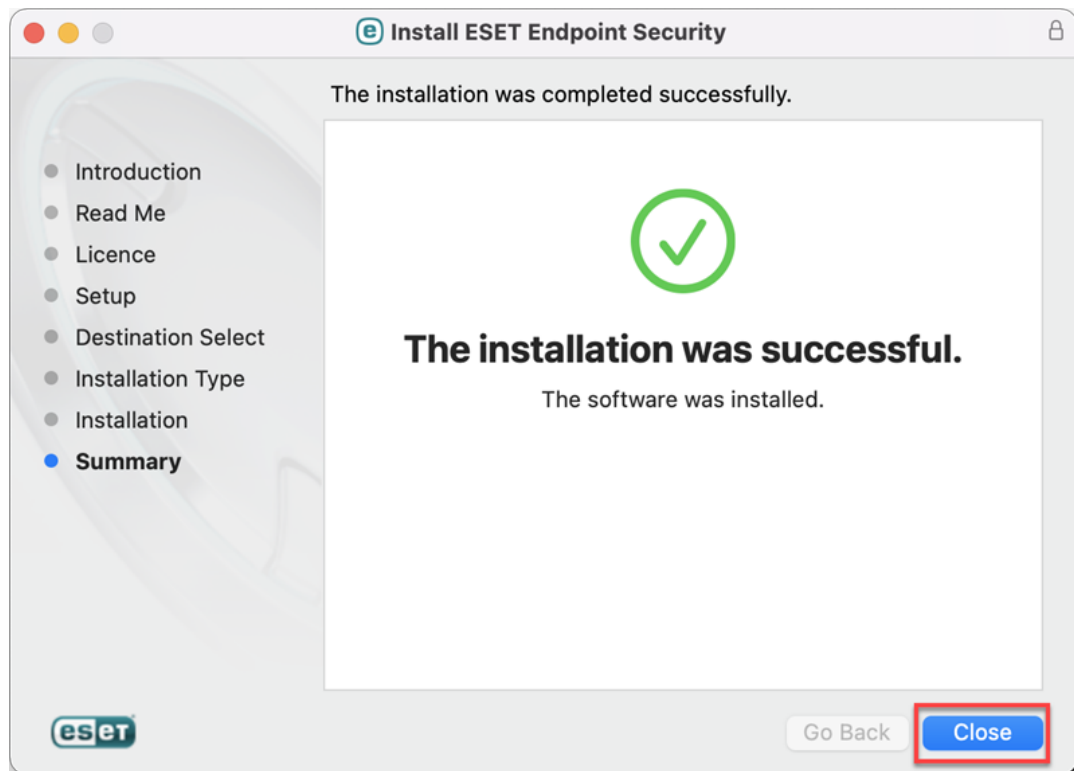 Install ESET Endpoint Security
The installation was completed successfully.
Introduction
Read Me
Licence
Setup
Destination Select
Installation Type
Installation
Summary
The installation was successful.
The software was installed.
eset
Go Back
Close